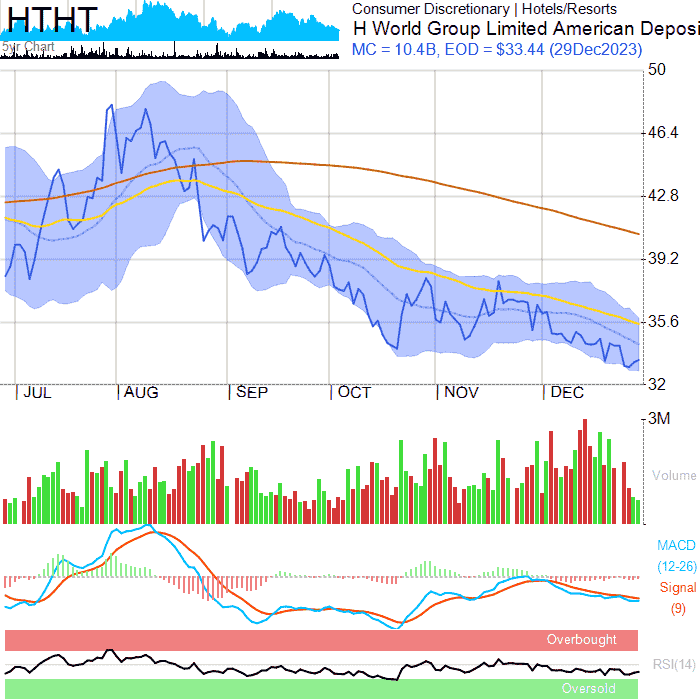 HTHT
5yr Chart
Consumer Discretionary | Hotels/Resorts
H World Group Limited American Deposi
MC = 10.4B, EOD = $33.44 (29Dec2023)
50
46.4
42.8
39.2
35.6
32
JUL AUG SEP OCT NOV DEC
3M
Volume
MACD
(12-26)
Signal
(9)
Overbought
RSI(14)
Oversold